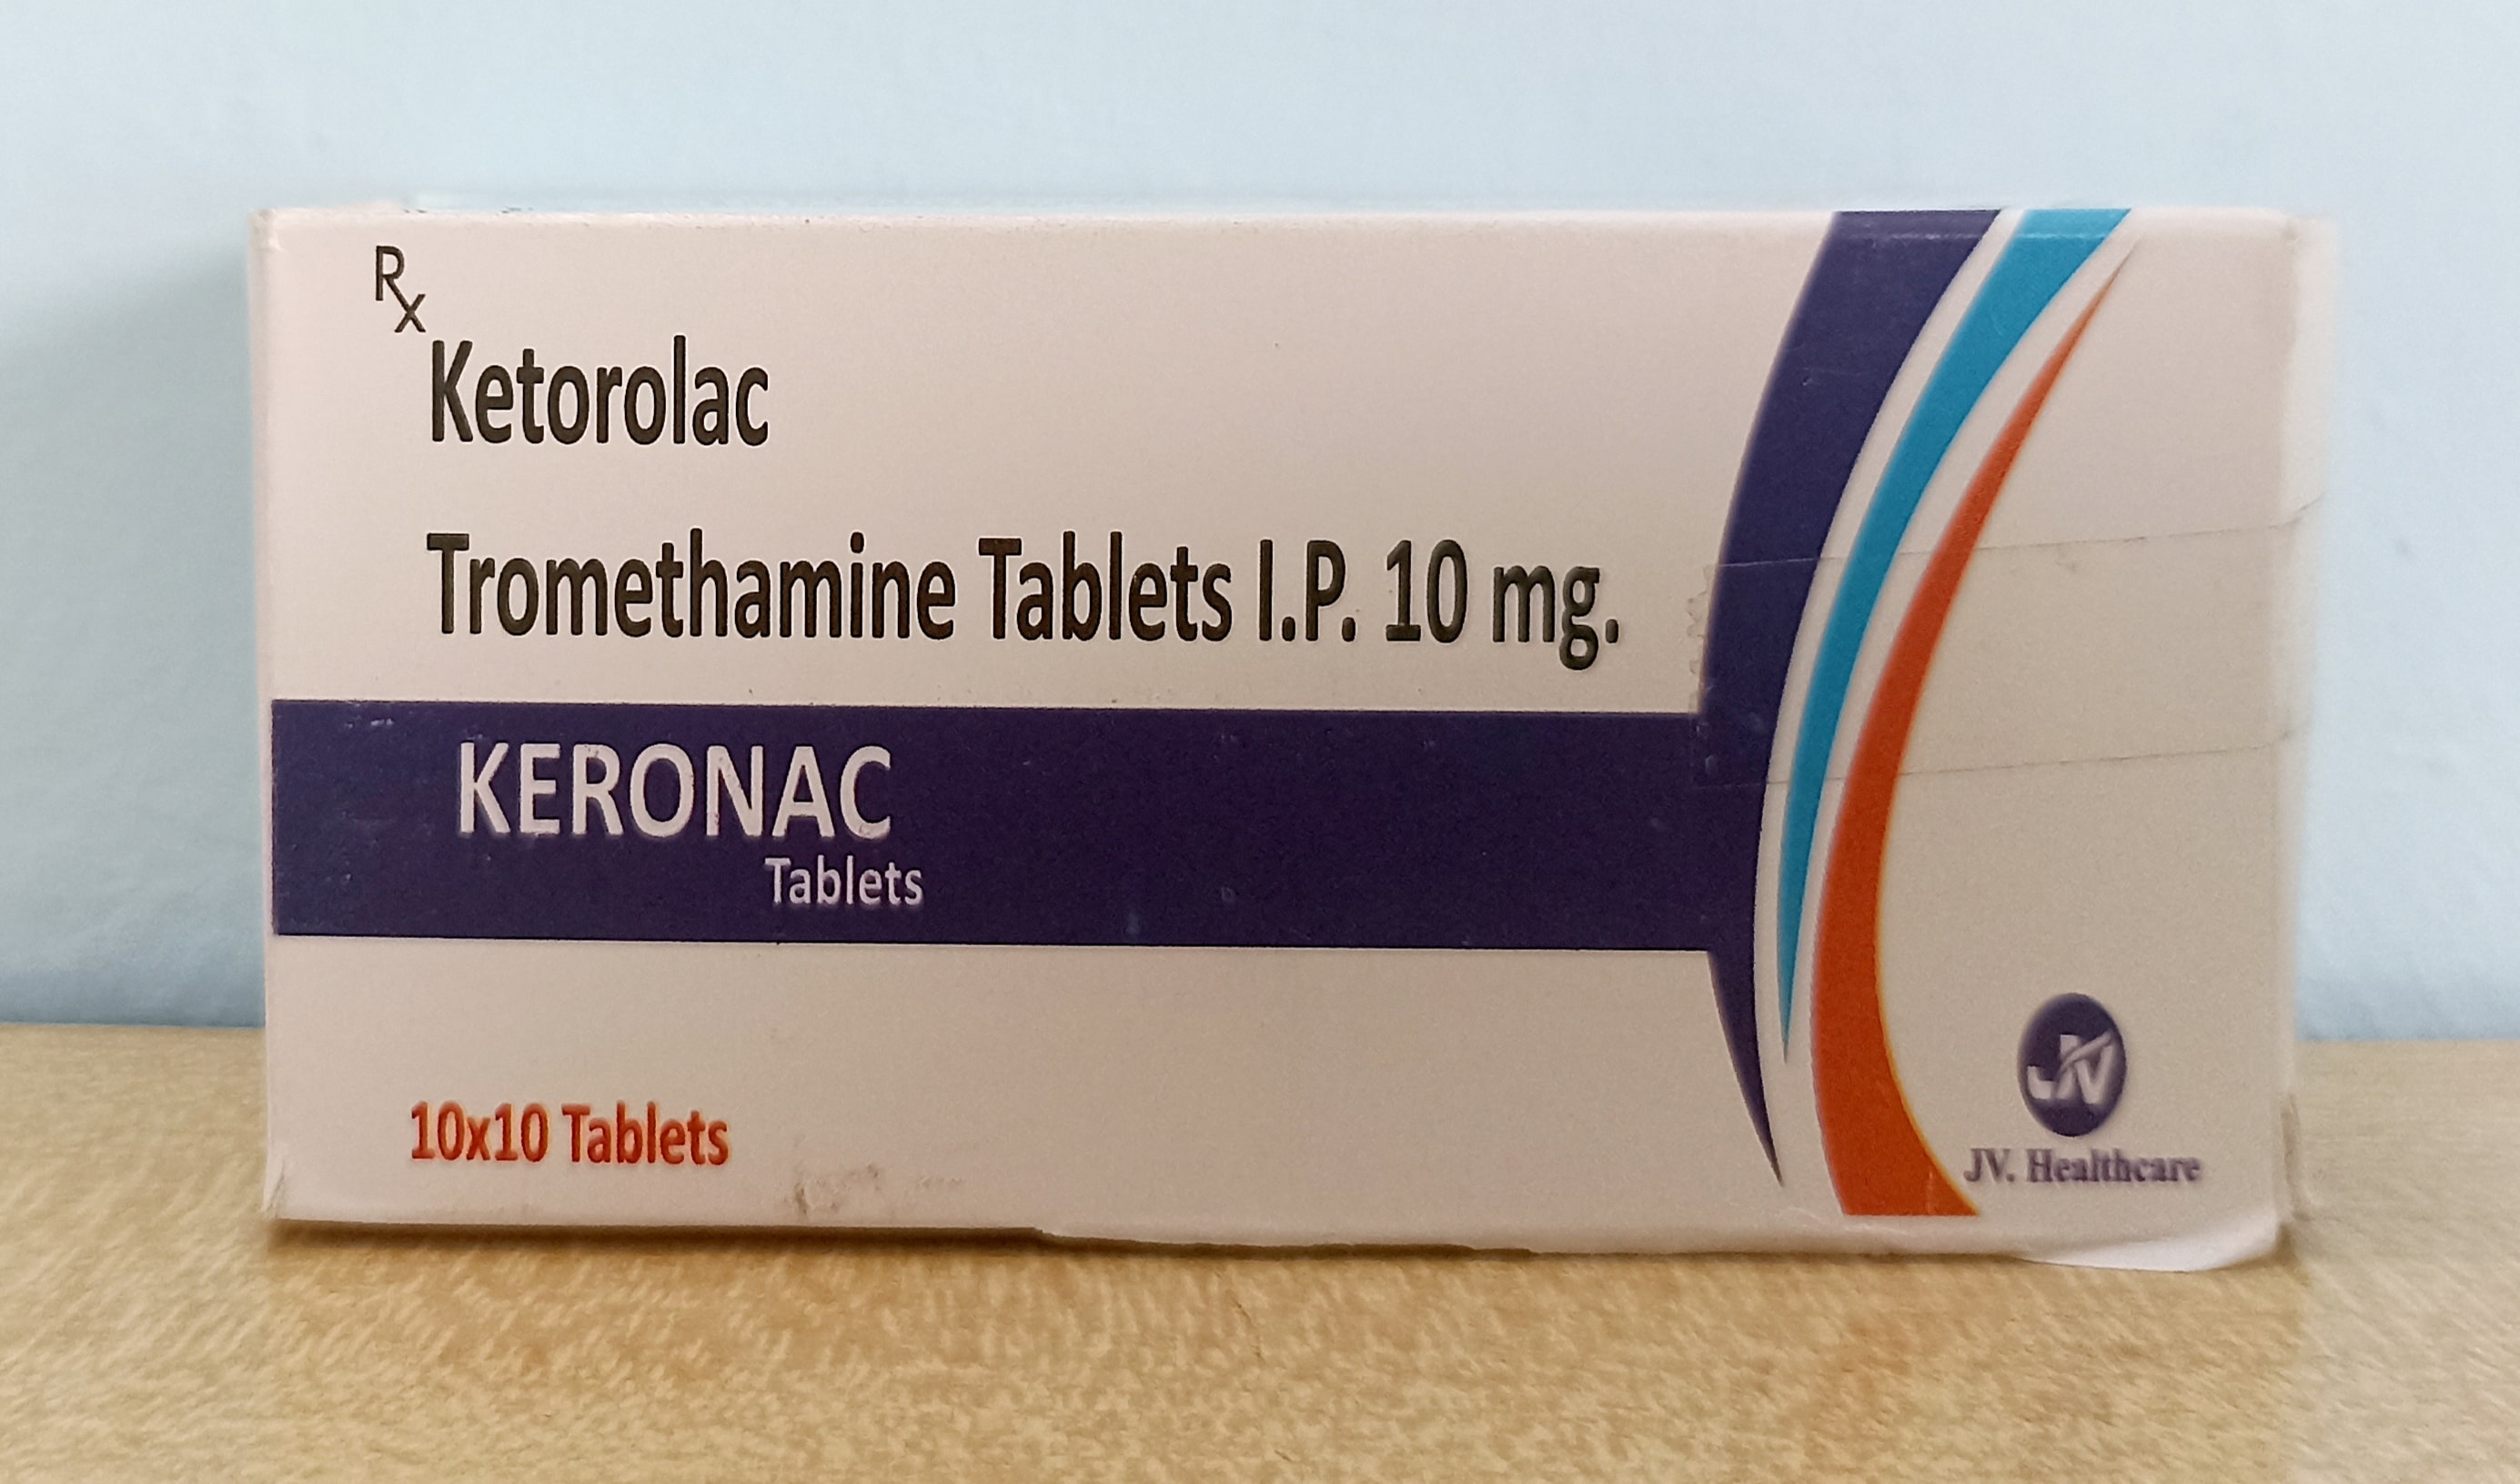 Rx
Ketorolac
Tromethamine Tablets I.P. 10 mg.
KERONAC
Tablets
10x10 Tablets
JV
JV. Healthcare